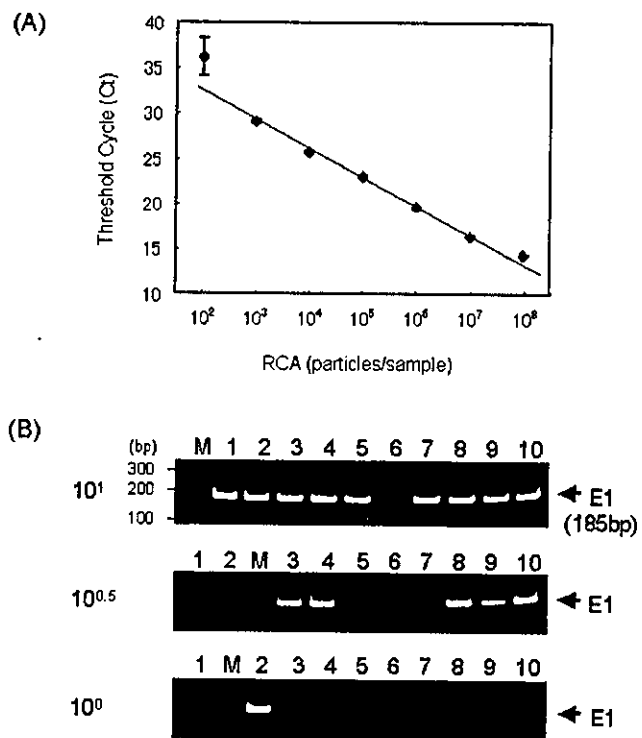 (A)
40
35
30
25
20
15
10
Threshold Cycle (Ct)
10² 10³ 10⁴ 10⁵ 10⁶ 10⁷ 10⁸
RCA (particles/sample)
(B)
(bp) M 1 2 3 4 5 6 7 8 9 10
300
10¹ 200 E1
100 (185bp)
1 2 M 3 4 5 6 7 8 9 10
10⁰·⁵ E1
1 M 2 3 4 5 6 7 8 9 10
10⁰ E1